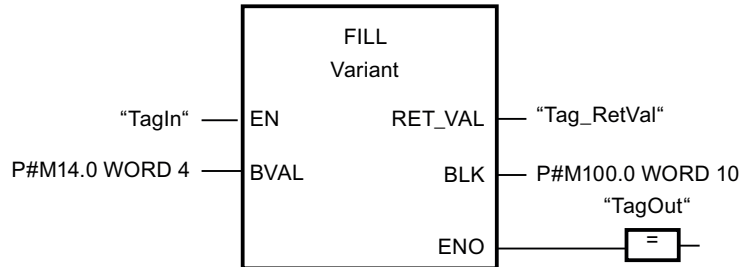 FILL
Variant
“TagIn“ EN RET_VAL “Tag_RetVal“
P#M14.0 WORD 4 BVAL BLK P#M100.0 WORD 10
“TagOut“
ENO =